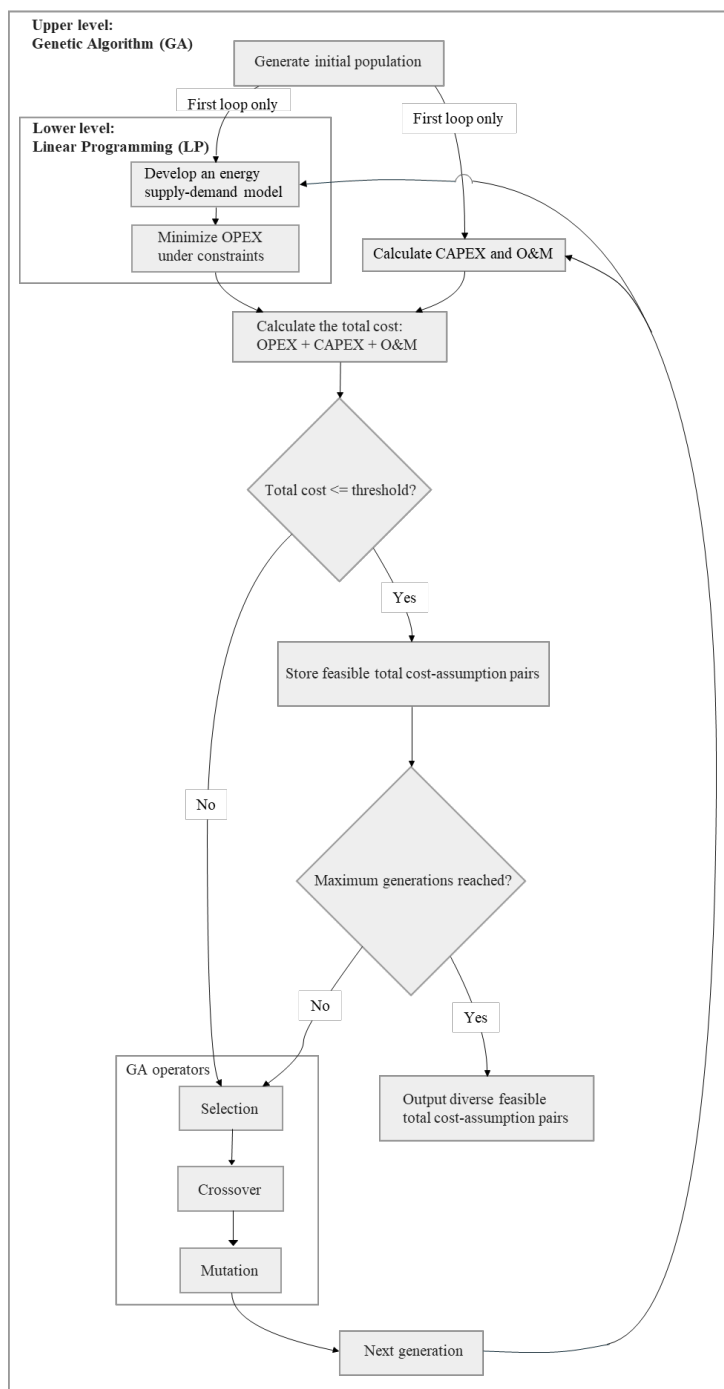 Upper level:
Genetic Algorithm (GA)
Generate initial population
First loop only
First loop only
Lower level:
Linear Programming (LP)
Develop an energy
supply-demand model
Minimize OPEX
under constraints
Calculate CAPEX and O&M
Calculate the total cost:
OPEX + CAPEX + O&M
Total cost <= threshold?
Yes
Store feasible total cost-assumption pairs
No
Maximum generations reached?
No
Yes
GA operators
Selection
Output diverse feasible
total cost-assumption pairs
Crossover
Mutation
Next generation